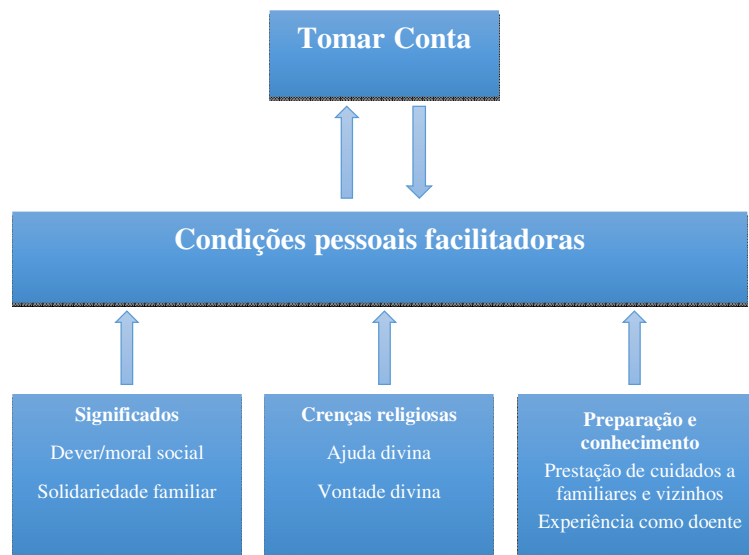 Tomar Conta
Condições pessoais facilitadoras
Significados
Dever/moral social
Solidariedade familiar
Crenças religiosas
Ajuda divina
Vontade divina
Preparação e
conhecimento
Prestação de cuidados a
familiares e vizinhos
Experiência como doente